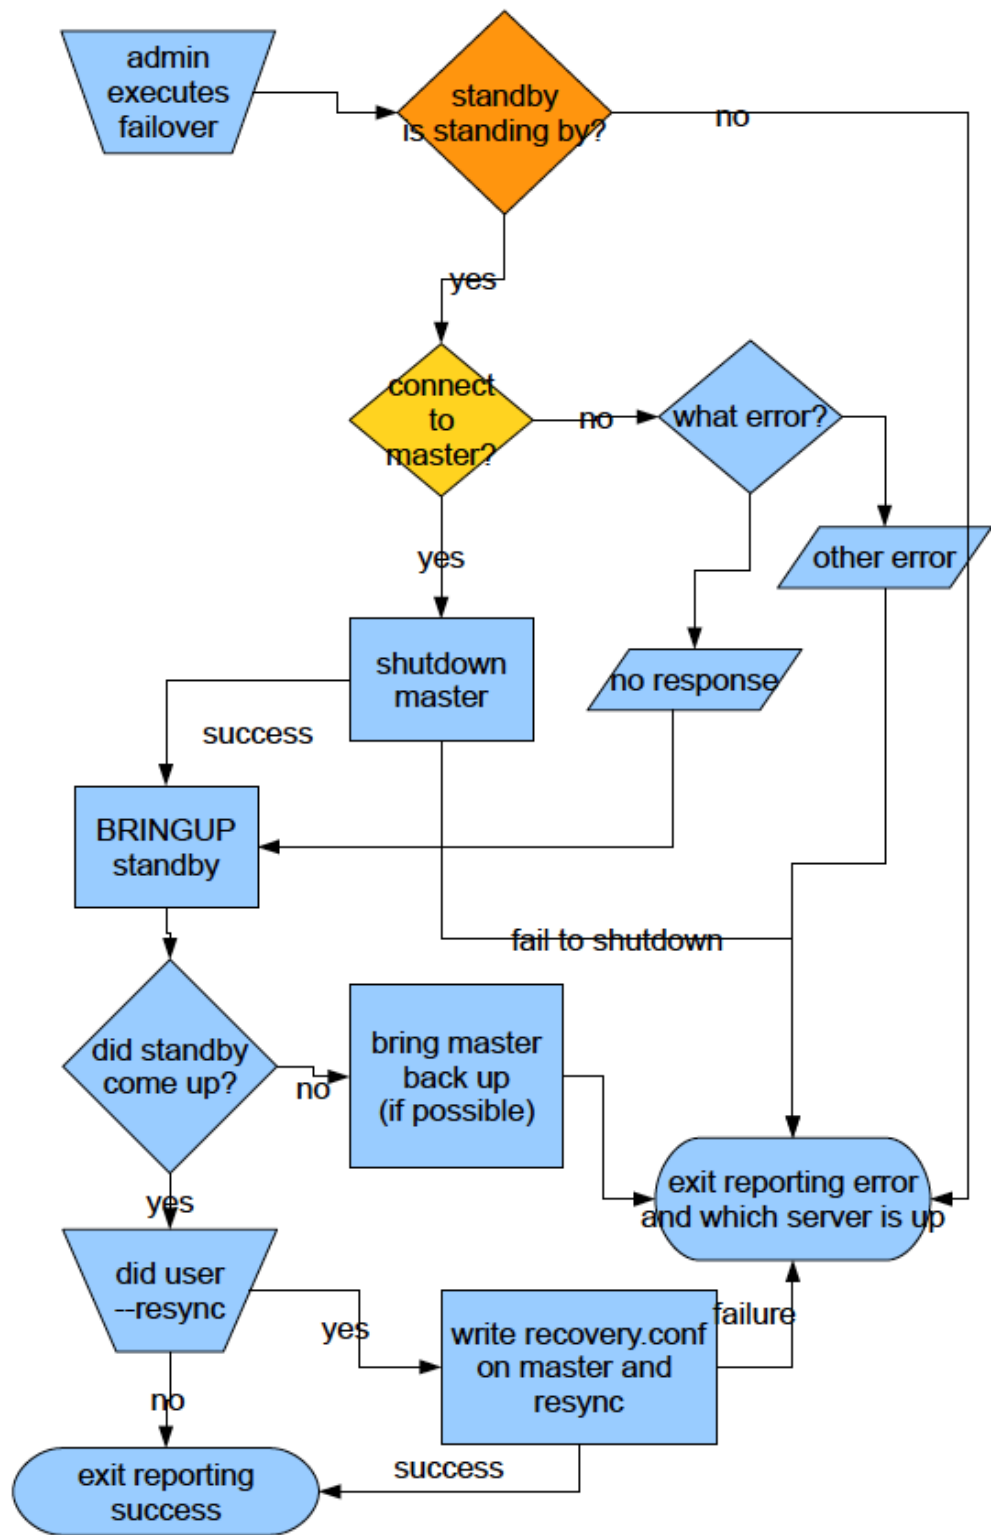 admin
executes
failover
standby
is standing by?
no
yes
connect
to
master?
no
what error?
yes
other error
shutdown
master
no response
success
BRINGUP
standby
fail to shutdown
did standby
come up?
no
bring master
back up
(if possible)
yes
exit reporting error
and which server is up
did user
--resync
yes
write recovery.conf
on master and
resync
failure
no
success
exit reporting
success